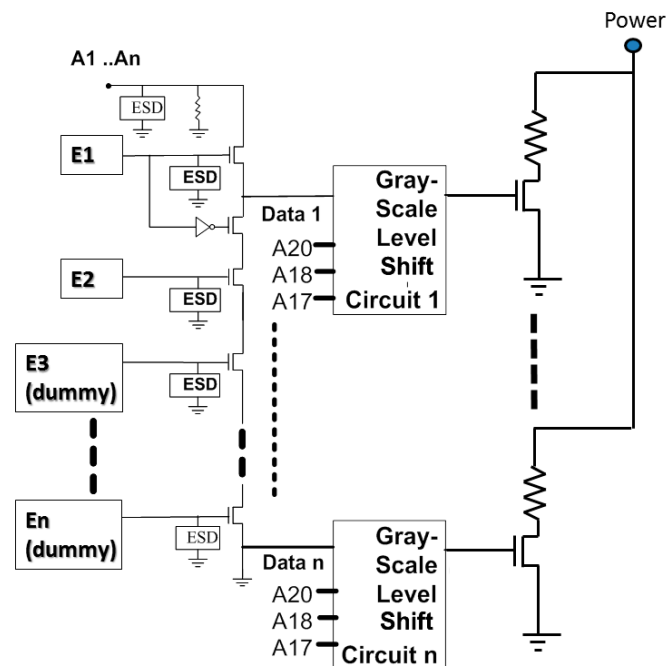 Power
A1 ..An
ESD
E1
ESD
Data 1
Gray-
Scale
Level
Shift
Circuit 1
A20
A18
A17
E2
ESD
E3
(dummy)
ESD
En
(dummy)
ESD
Data n
Gray-
Scale
Level
Shift
Circuit n
A20
A18
A17